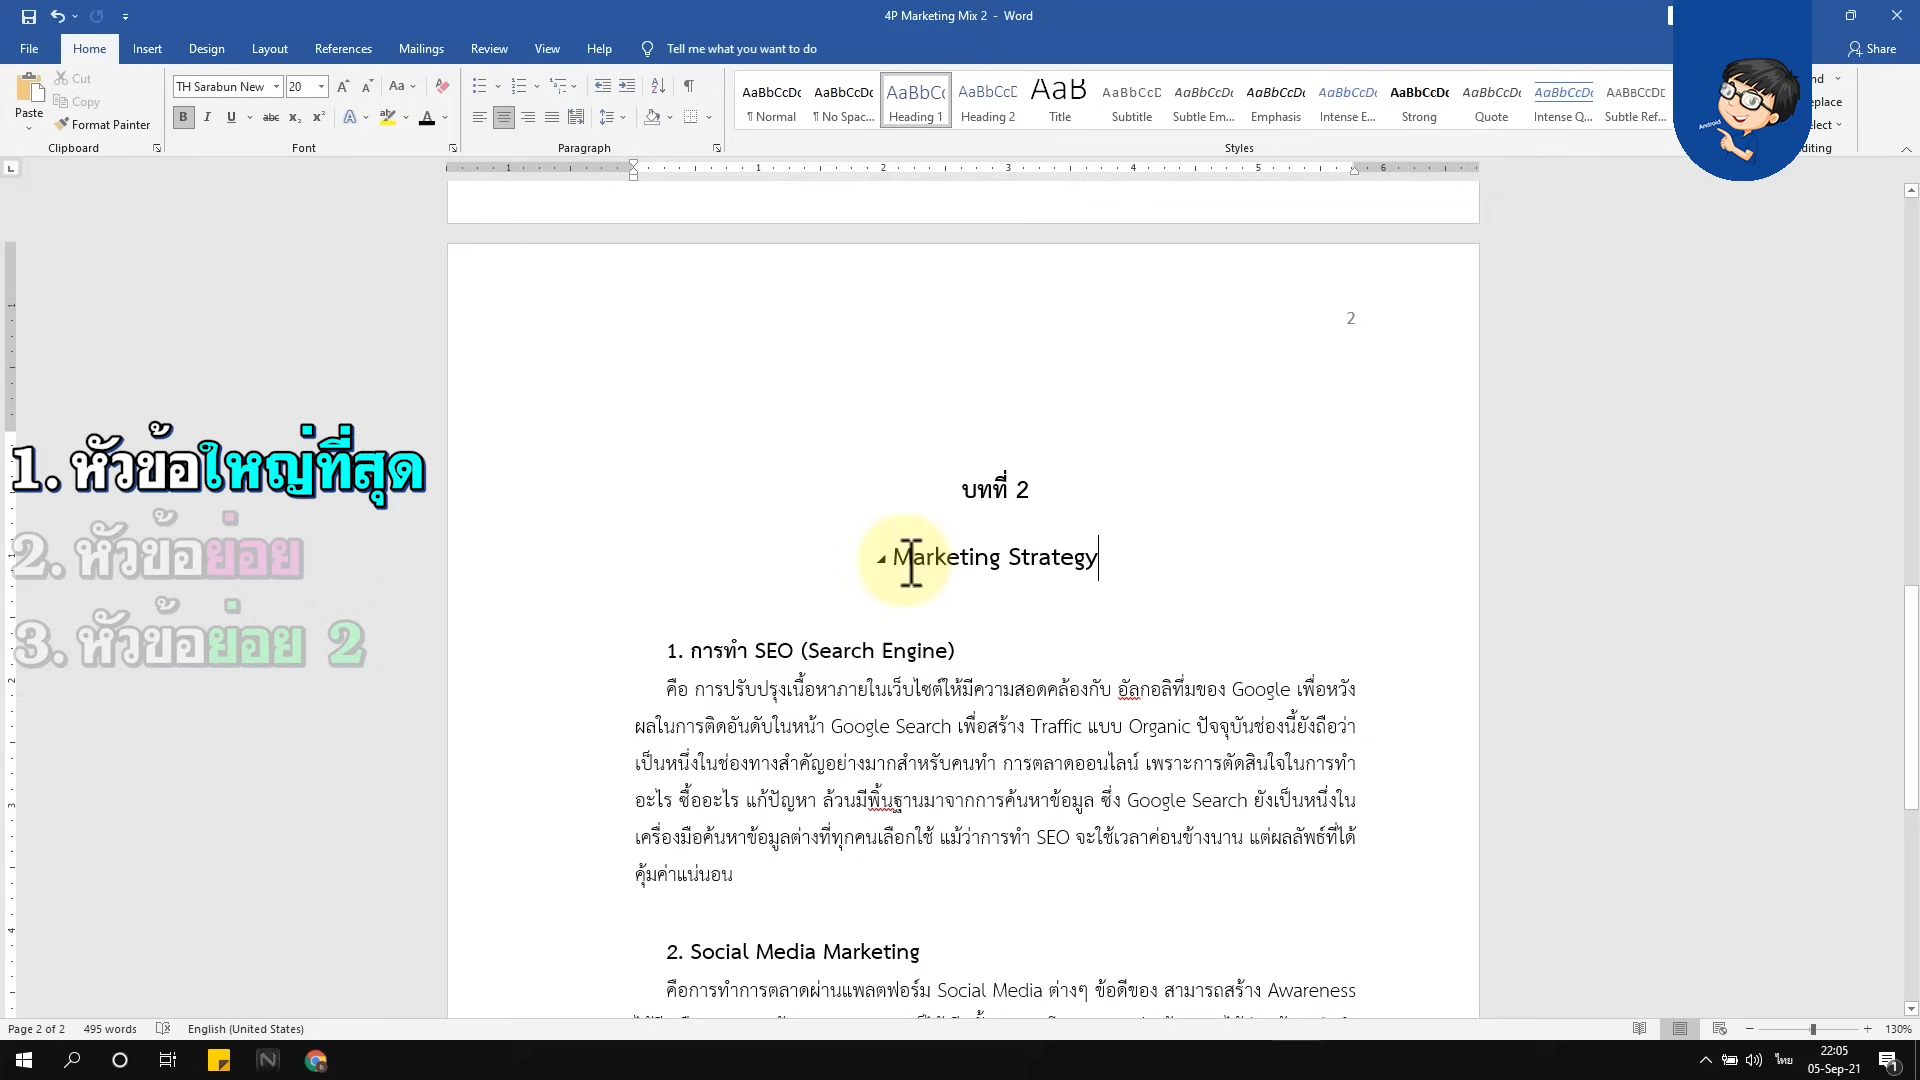 4P Marketing Mix 2 - Word
File Home Insert Design Layout References Mailings Review View Help Tell me what you want to do Share
Paste Cut Copy Format Painter
TH Sarabun New 20 Aa
B I U abc x₂ x² A A
AaBbCcDc AaBbCcDc AaBbCc AaBbCcD AaB AaBbCcD AaBbCcDc AaBbCcDc AaBbCcDc AaBbCcDc AaBbCcDc AaBbCcDc AaBbCcDc
¶ Normal ¶ No Spac... Heading 1 Heading 2 Title Subtitle Subtle Em... Emphasis Intense E... Strong Quote Intense Q... Subtle Ref...
Clipboard Font Paragraph Styles
Android
1 1 2 3 4 5 6
2
1. หัวข้อใหญ่ที่สุด
2. หัวข้อย่อย
3. หัวข้อย่อย 2
บทที่ 2
Marketing Strategy
1. การทำ SEO (Search Engine)
คือ การปรับปรุงเนื้อหาภายในเว็บไซต์ให้มีความสอดคล้องกับ อัลกอลิทึ่มของ Google เพื่อหวัง
ผลในการติดอันดับในหน้า Google Search เพื่อสร้าง Traffic แบบ Organic ปัจจุบันช่องนี้ยังถือว่า
เป็นหนึ่งในช่องทางสำคัญอย่างมากสำหรับคนทำ การตลาดออนไลน์ เพราะการตัดสินใจในการทำ
อะไร ซื้ออะไร แก้ปัญหา ล้วนมีพิ้นฐานมาจากการค้นหาข้อมูล ซึ่ง Google Search ยังเป็นหนึ่งใน
เครื่องมือค้นหาข้อมูลต่างที่ทุกคนเลือกใช้ แม้ว่าการทำ SEO จะใช้เวลาค่อนข้างนาน แต่ผลลัพธ์ที่ได้
คุ้มค่าแน่นอน
2. Social Media Marketing
คือการทำการตลาดผ่านแพลตฟอร์ม Social Media ต่างๆ ข้อดีของ สามารถสร้าง Awareness
Page 2 of 2 495 words English (United States) 130%
ไทย 22:05
05-Sep-21 1